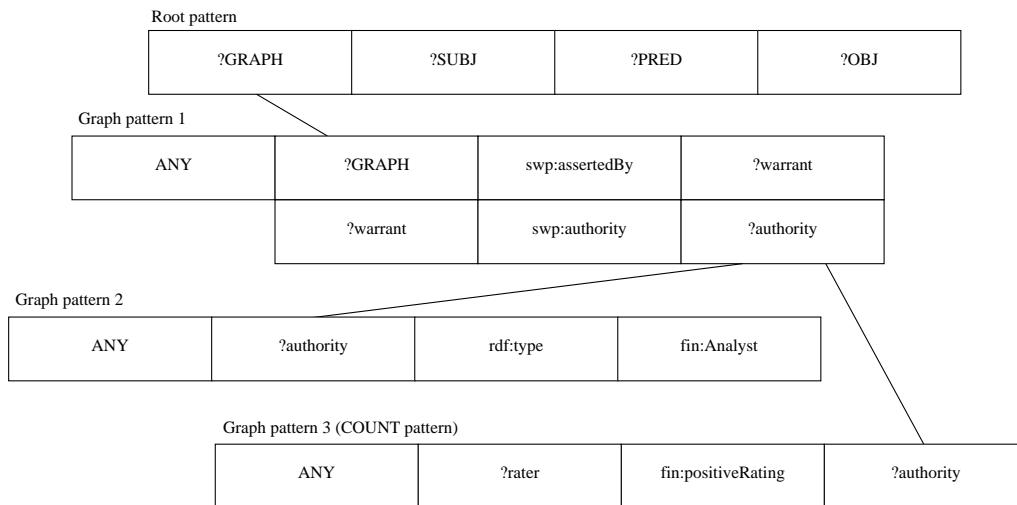 Root pattern
?GRAPH ?SUBJ ?PRED ?OBJ
Graph pattern 1
ANY ?GRAPH swp:assertedBy ?warrant
?warrant swp:authority ?authority
Graph pattern 2
ANY ?authority rdf:type fin:Analyst
Graph pattern 3 (COUNT pattern)
ANY ?rater fin:positiveRating ?authority